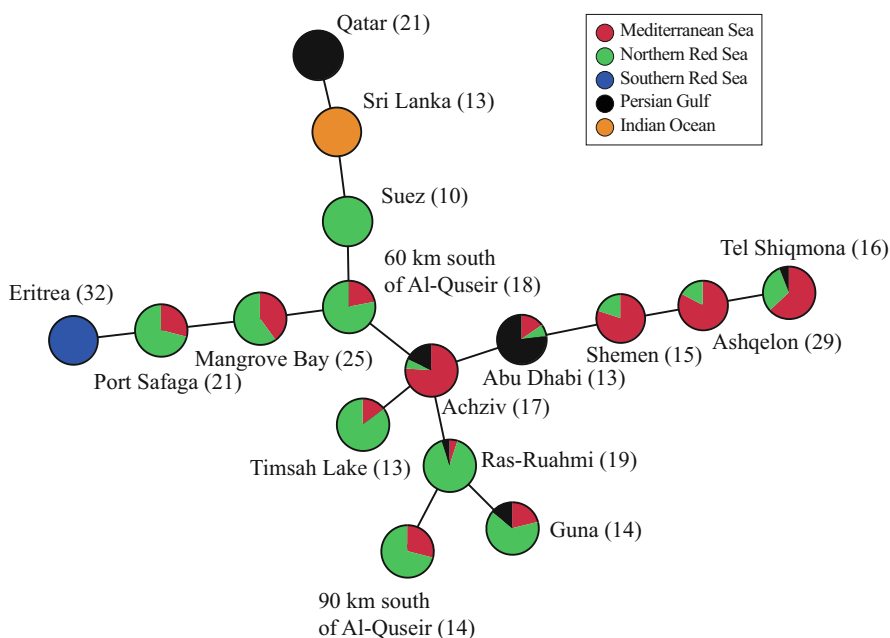 Qatar (21)
Mediterranean Sea
Northern Red Sea
Southern Red Sea
Persian Gulf
Indian Ocean
Sri Lanka (13)
Suez (10)
60 km south
of Al-Quseir (18)
Tel Shiqmona (16)
Eritrea (32)
Port Safaga (21)
Mangrove Bay (25)
Abu Dhabi (13)
Shemen (15)
Ashqelon (29)
Achziv (17)
Timsah Lake (13)
Ras-Ruahmi (19)
Guna (14)
90 km south
of Al-Quseir (14)